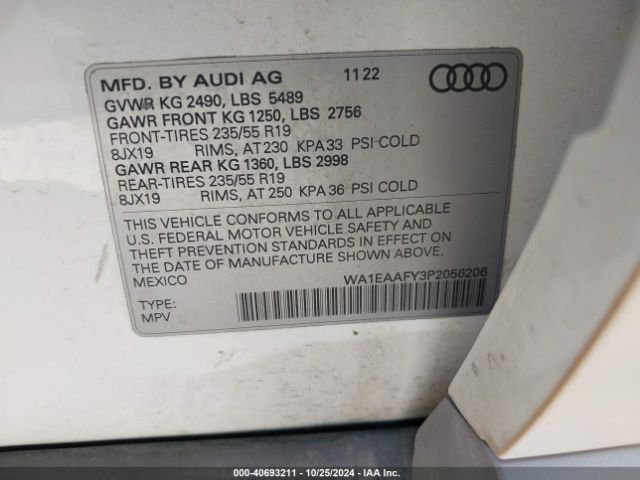 MFD. BY AUDI AG 11 22
GVWR KG 2490, LBS 5489
GAWR FRONT KG 1250, LBS 2756
FRONT-TIRES 235/55 R19
8JX19 RIMS, AT 230 KPA 33 PSI COLD
GAWR REAR KG 1360, LBS 2998
REAR-TIRES 235/55 R19
8JX19 RIMS, AT 250 KPA 36 PSI COLD
THIS VEHICLE CONFORMS TO ALL APPLICABLE
U.S. FEDERAL MOTOR VEHICLE SAFETY AND
THEFT PREVENTION STANDARDS IN EFFECT ON
THE DATE OF MANUFACTURE SHOWN ABOVE.
MEXICO WA1EAAFY3P2056206
TYPE:
MPV
000-40693211 - 10/25/2024 - IAA Inc.